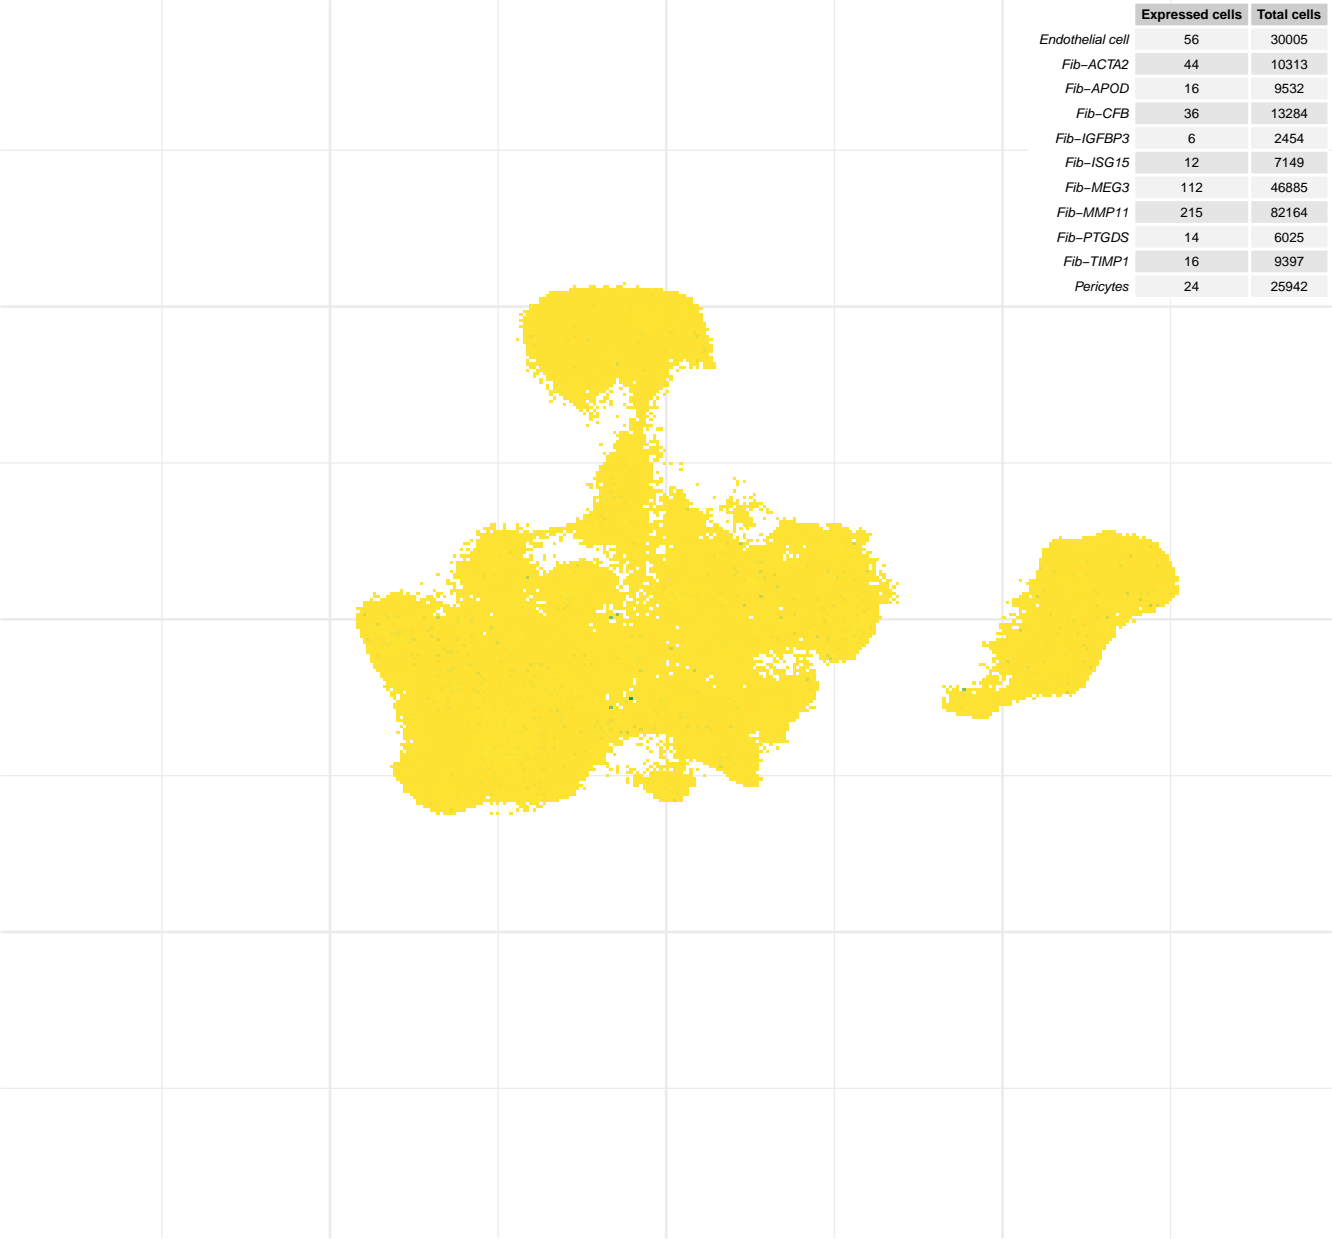 Expressed cells Total cells
Endothelial cell 56 30005
Fib−ACTA2 44 10313
Fib−APOD 16 9532
Fib−CFB 36 13284
Fib−IGFBP3 6 2454
Fib−ISG15 12 7149
Fib−MEG3 112 46885
Fib−MMP11 215 82164
Fib−PTGDS 14 6025
Fib−TIMP1 16 9397
Pericytes 24 25942